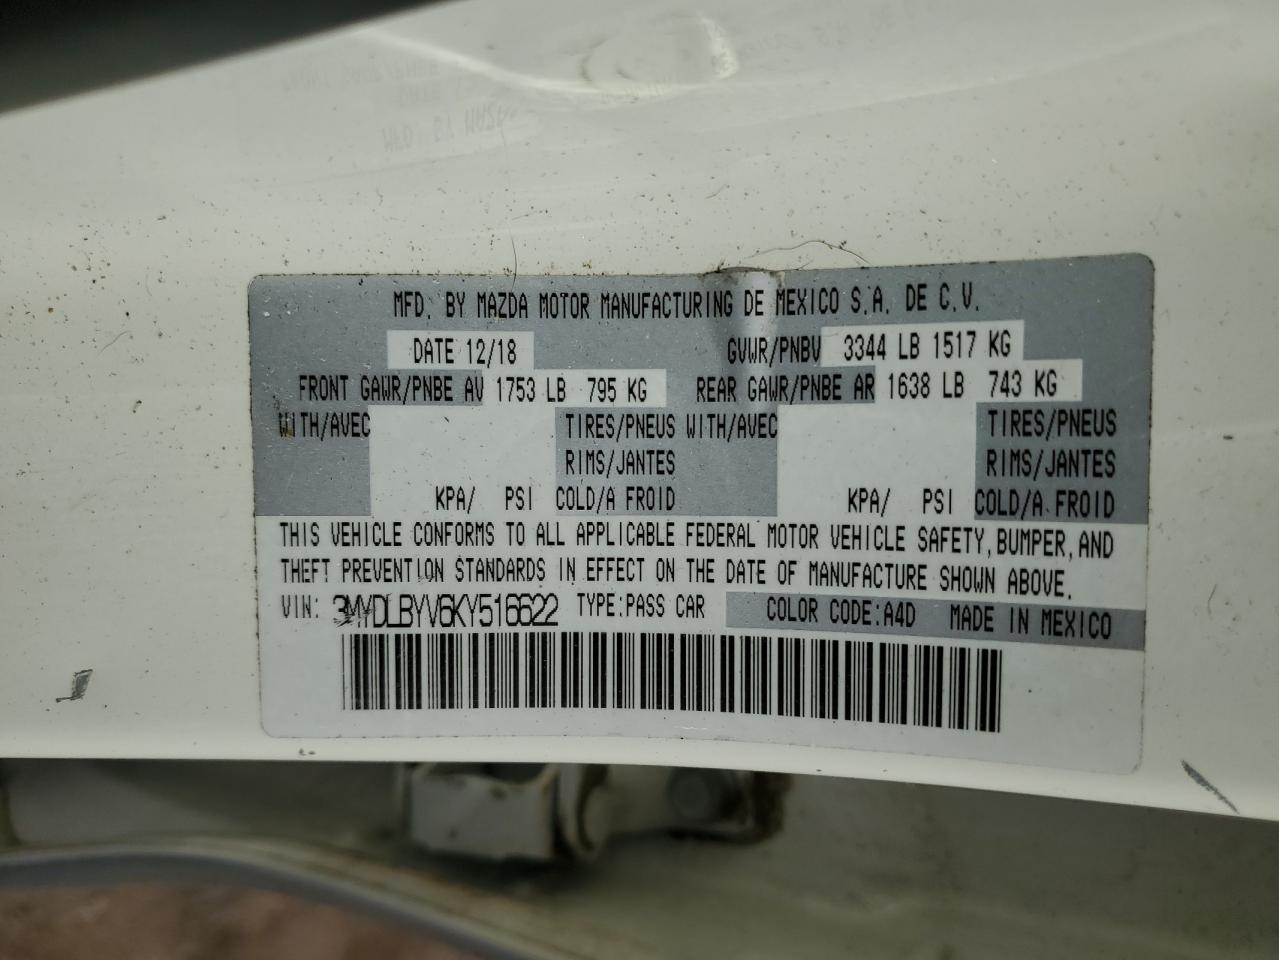 MFD. BY MAZDA MOTOR MANUFACTURING DE MEXICO S.A. DE C.V.
DATE 12/18 GVWR/PNBV 3344 LB 1517 KG
FRONT GAWR/PNBE AV 1753 LB 795 KG REAR GAWR/PNBE AR 1638 LB 743 KG
WITH/AVEC TIRES/PNEUS WITH/AVEC TIRES/PNEUS
RIMS/JANTES RIMS/JANTES
KPA/ PSI COLD/A FROID KPA/ PSI COLD/A FROID
THIS VEHICLE CONFORMS TO ALL APPLICABLE FEDERAL MOTOR VEHICLE SAFETY, BUMPER, AND
THEFT PREVENTION STANDARDS IN EFFECT ON THE DATE OF MANUFACTURE SHOWN ABOVE.
VIN: 3MYDLBYV6KY516622 TYPE:PASS CAR COLOR CODE:A4D MADE IN MEXICO